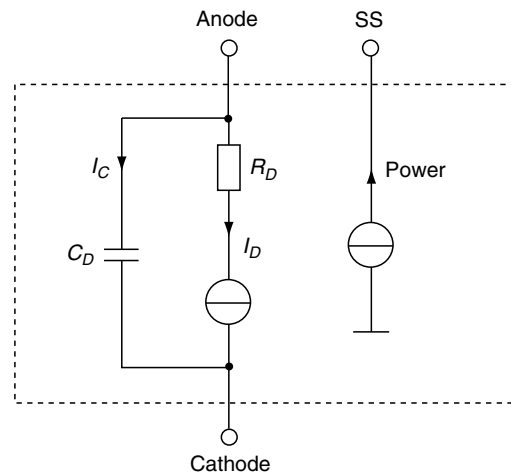 Anode
SS
I_C
R_D
Power
I_D
C_D
Cathode